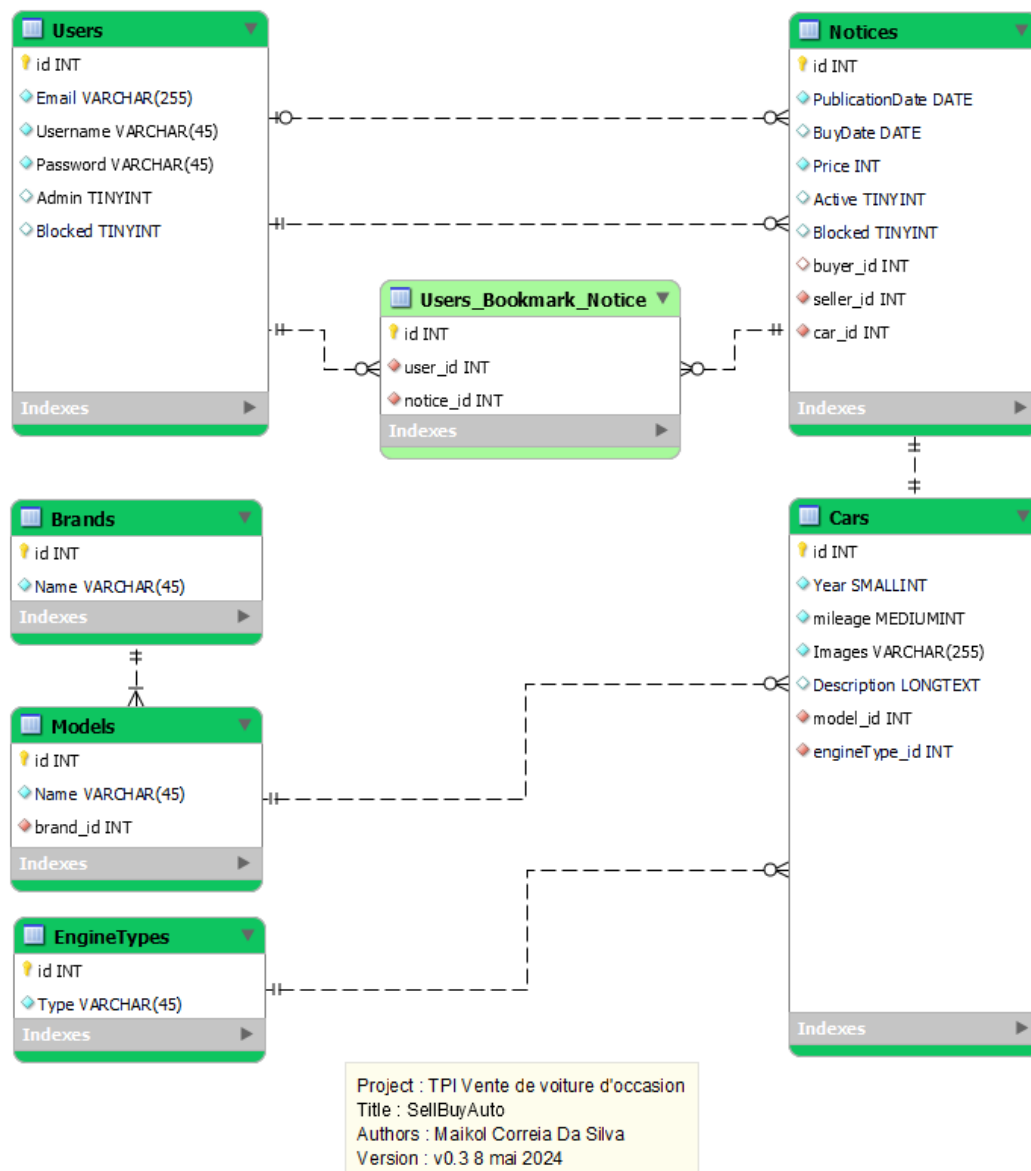 Users
id INT
Email VARCHAR(255)
Username VARCHAR(45)
Password VARCHAR(45)
Admin TINYINT
Blocked TINYINT
Indexes
Notices
id INT
PublicationDate DATE
BuyDate DATE
Price INT
Active TINYINT
Blocked TINYINT
buyer_id INT
seller_id INT
car_id INT
Indexes
Users_Bookmark_Notice
id INT
user_id INT
notice_id INT
Indexes
Brands
id INT
Name VARCHAR(45)
Indexes
Models
id INT
Name VARCHAR(45)
brand_id INT
Indexes
Cars
id INT
Year SMALLINT
mileage MEDIUMINT
Images VARCHAR(255)
Description LONGTEXT
model_id INT
engineType_id INT
Indexes
EngineTypes
id INT
Type VARCHAR(45)
Indexes
Project : TPI Vente de voiture d'occasion
Title : SellBuyAuto
Authors : Maikol Correia Da Silva
Version : v0.3 8 mai 2024